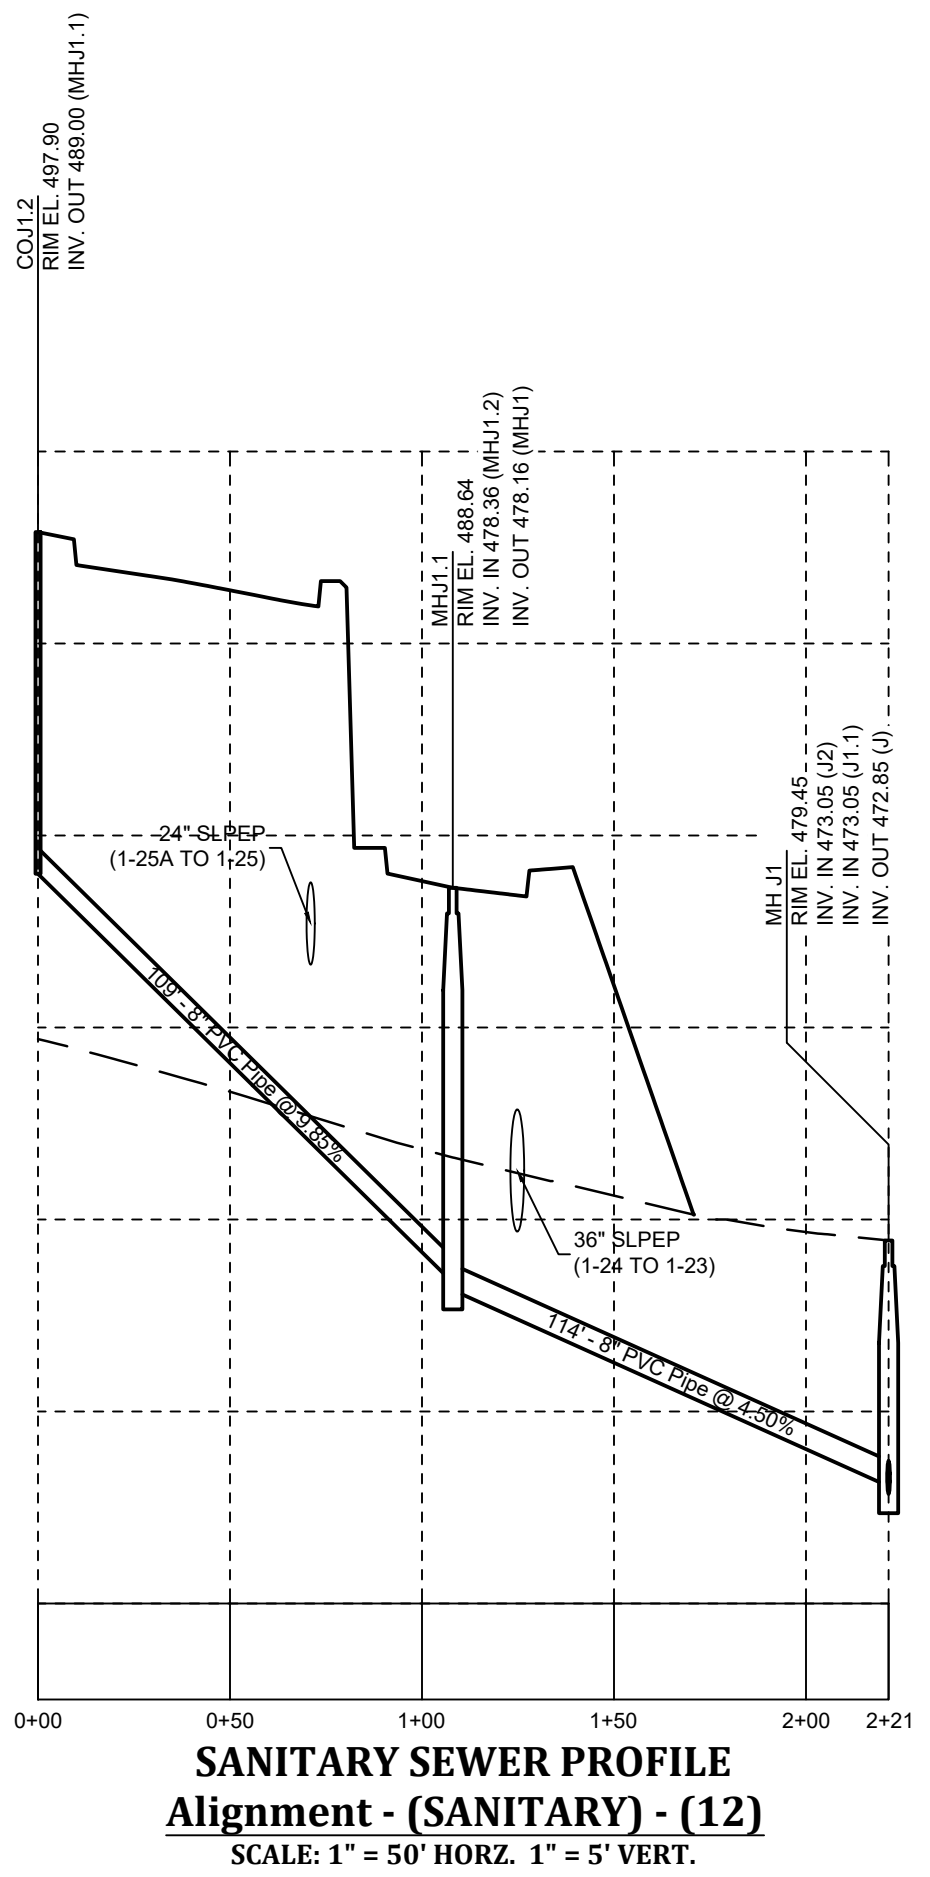 COJ1.2
RIM EL. 497.90
INV. OUT 489.00 (MHJ1.1)
MHJ1.1
RIM EL. 488.64
INV. IN 478.36 (MHJ1.2)
INV. OUT 478.16 (MHJ1)
MH J1
RIM EL. 479.45
INV. IN 473.05 (J2)
INV. IN 473.05 (J1.1)
INV. OUT 472.85 (J)
24" SLPEP
(1-25A TO 1-25)
109' - 8" PVC Pipe @ 9.85%
36" SLPEP
(1-24 TO 1-23)
114' - 8" PVC Pipe @ 4.50%
0+00 0+50 1+00 1+50 2+00 2+21
SANITARY SEWER PROFILE
Alignment - (SANITARY) - (12)
SCALE: 1" = 50' HORZ. 1" = 5' VERT.